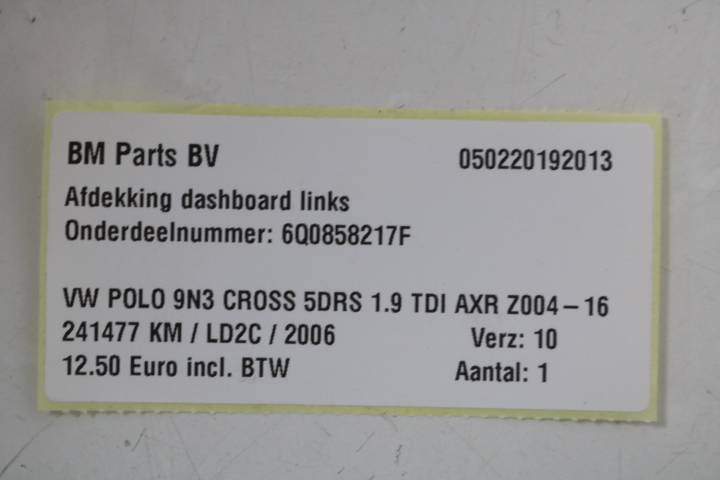 BM Parts BV 050220192013
Afdekking dashboard links
Onderdeelnummer: 6Q0858217F
VW POLO 9N3 CROSS 5DRS 1.9 TDI AXR Z004-16
241477 KM / LD2C / 2006 Verz: 10
12.50 Euro incl. BTW Aantal: 1